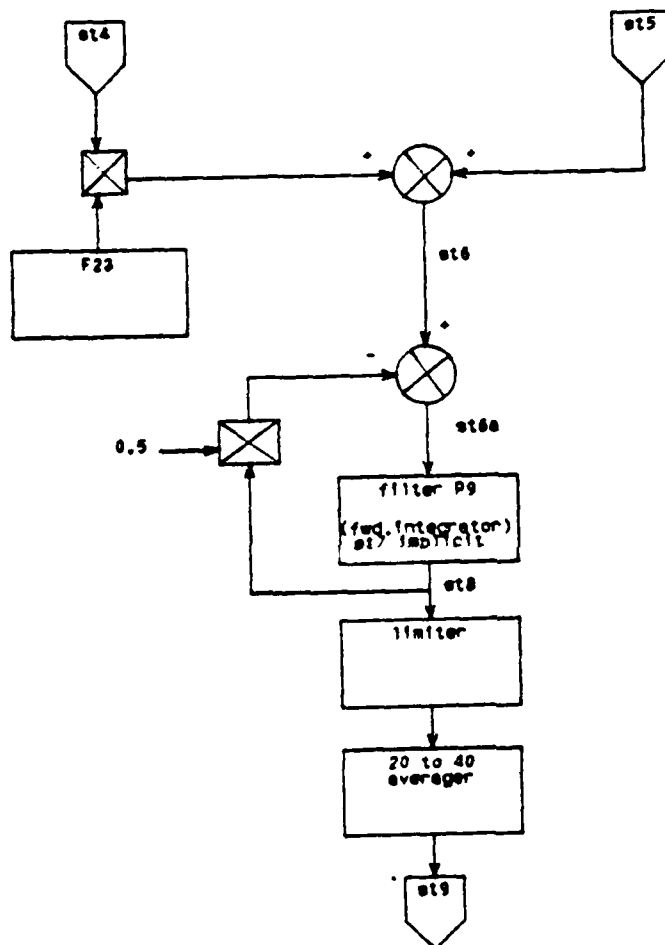 st4
st5
+
+
F23
st6
+
-
st6a
0.5
filter P9
(fwd.integrator)
st7 implicit
st8
limiter
20 to 40
averager
st9